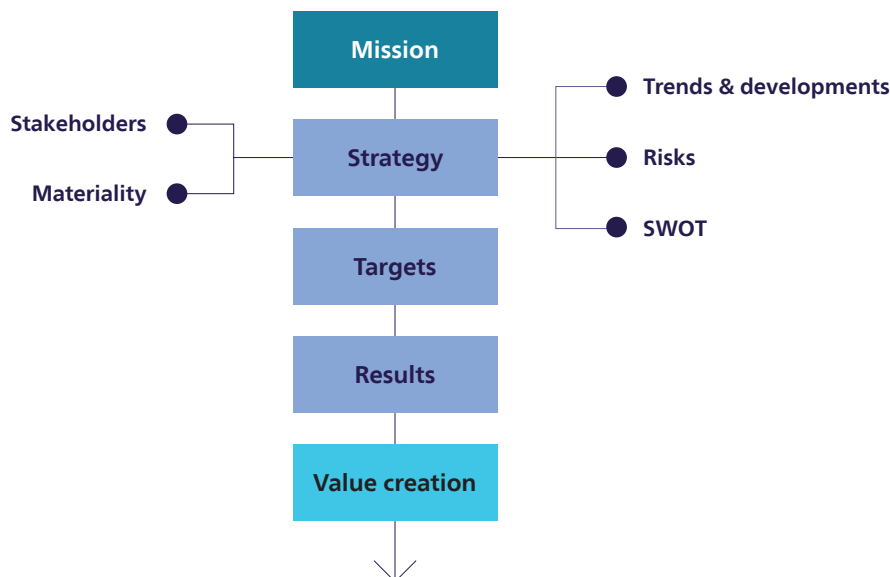 Mission
Trends & developments
Stakeholders
Strategy
Risks
Materiality
SWOT
Targets
Results
Value creation